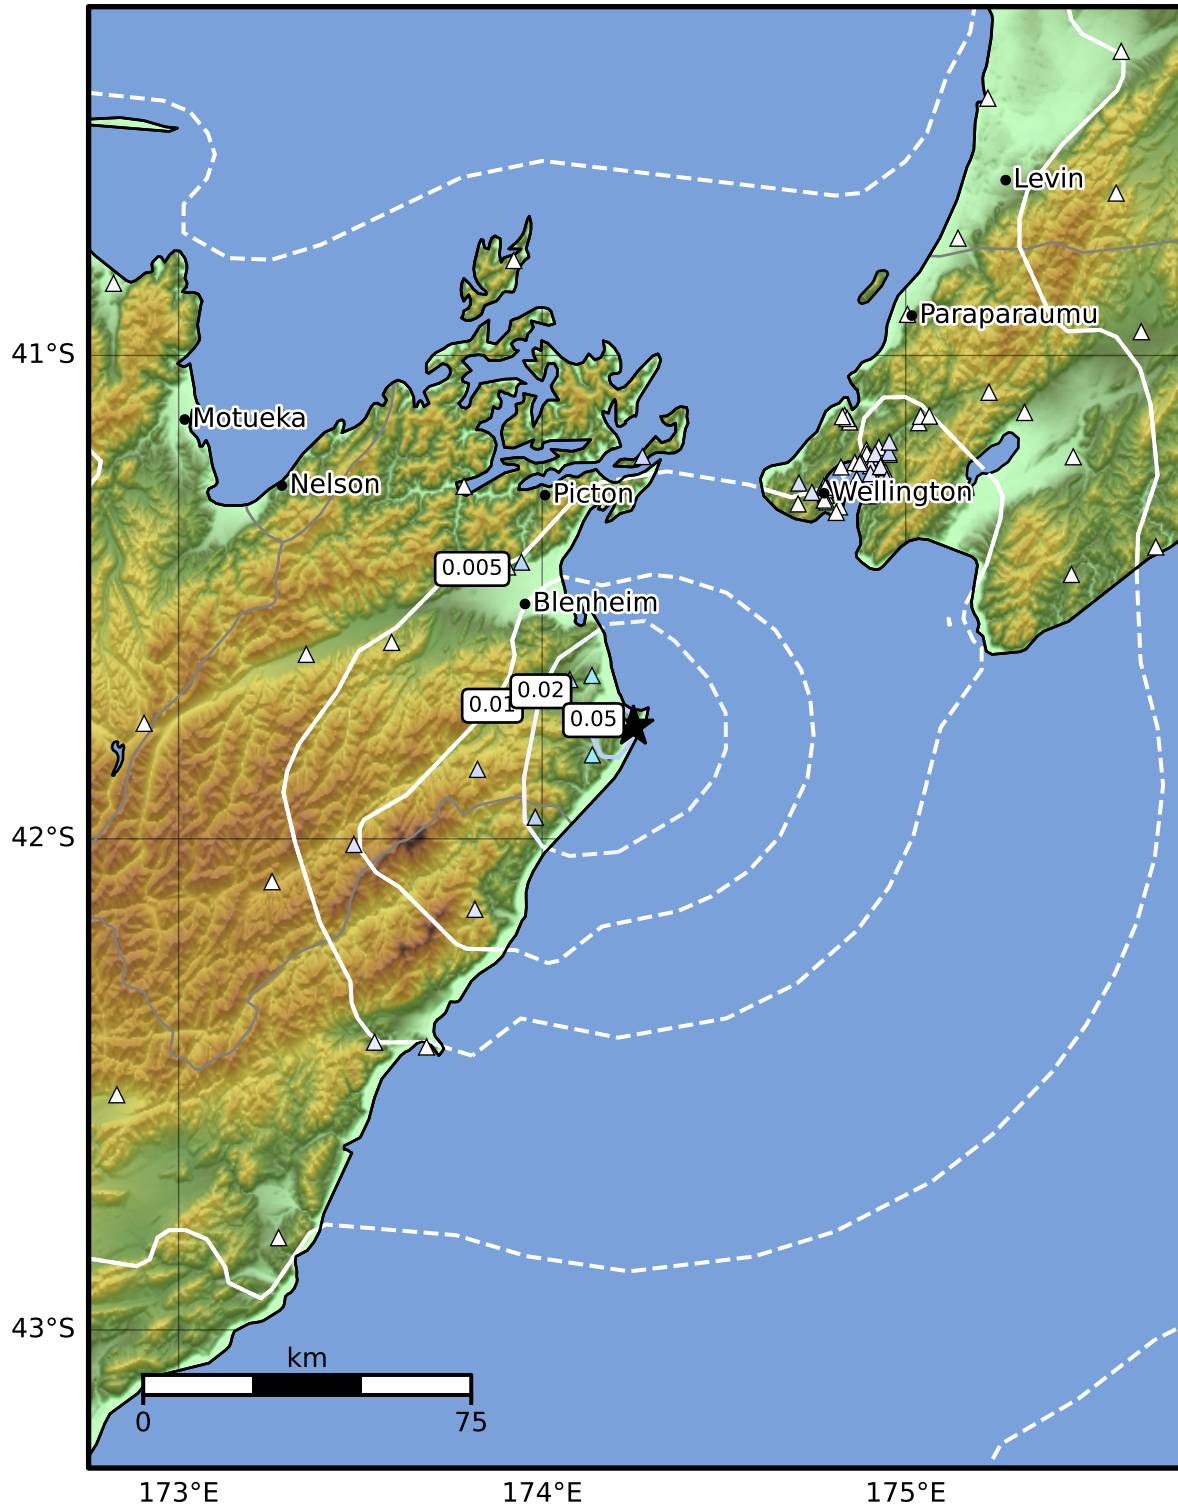 Levin
Paraparaumu
41°S
Motueka
Nelson
Picton
Wellington
0.005
Blenheim
0.02
0.01
0.05
42°S
43°S
km
0
75
173°E
174°E
175°E